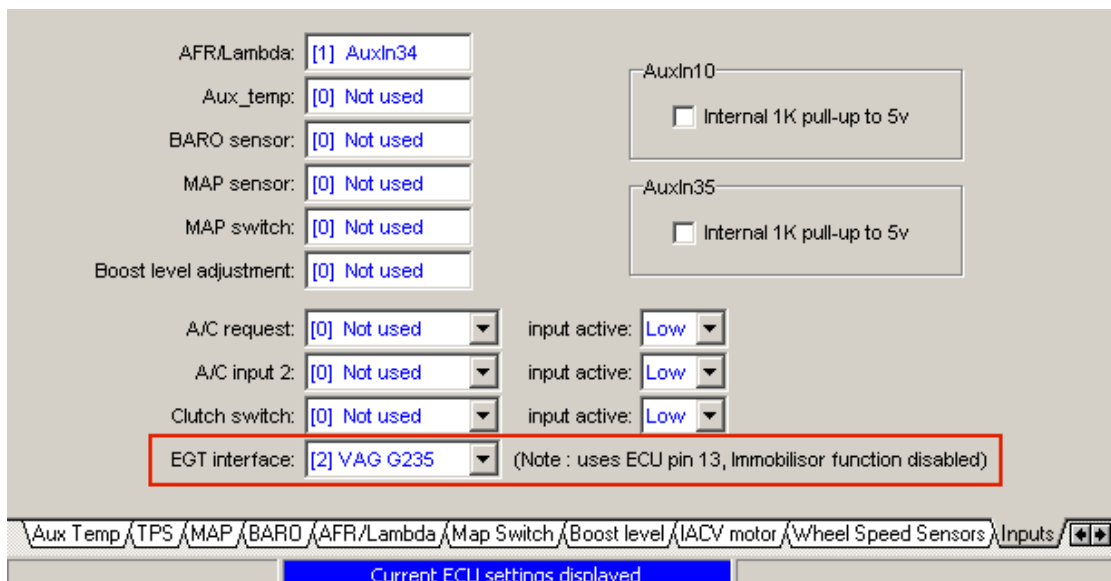 AFR/Lambda: [1] AuxIn34
Aux_temp: [0] Not used
BARO sensor: [0] Not used
MAP sensor: [0] Not used
MAP switch: [0] Not used
Boost level adjustment: [0] Not used
AuxIn10
Internal 1K pull-up to 5v
AuxIn35
Internal 1K pull-up to 5v
A/C request: [0] Not used input active: Low
A/C input 2: [0] Not used input active: Low
Clutch switch: [0] Not used input active: Low
EGT interface: [2] VAG G235 (Note : uses ECU pin 13, Immobilisor function disabled)
Aux Temp TPS MAP BARO AFR/Lambda Map Switch Boost level IACV motor Wheel Speed Sensors Inputs
Current ECU settings displayed